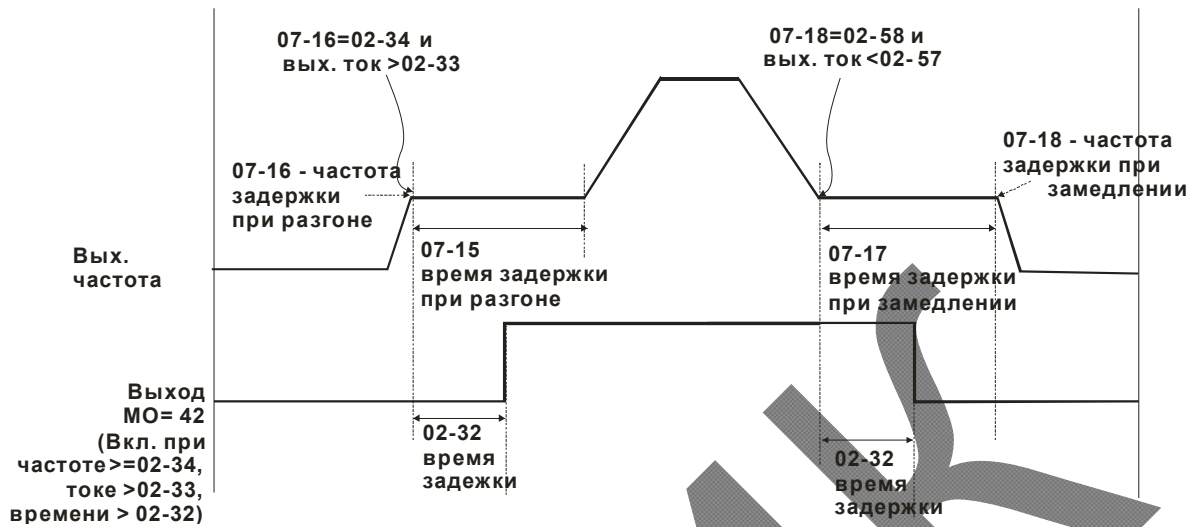 07-16=02-34 и
вых. ток >02-33
07-18=02-58 и
вых. ток <02- 57
07-16 - частота
задержки
при разгоне
07-18 - частота
задержки при
замедлении
Вых.
частота
07-15
время задержки
при разгоне
07-17
время задержки
при замедлении
Выход
МО= 42
(Вкл. при
частоте>=02-34,
токе >02-33,
времени > 02-32)
02-32
время
задежки
02-32
время
задержки